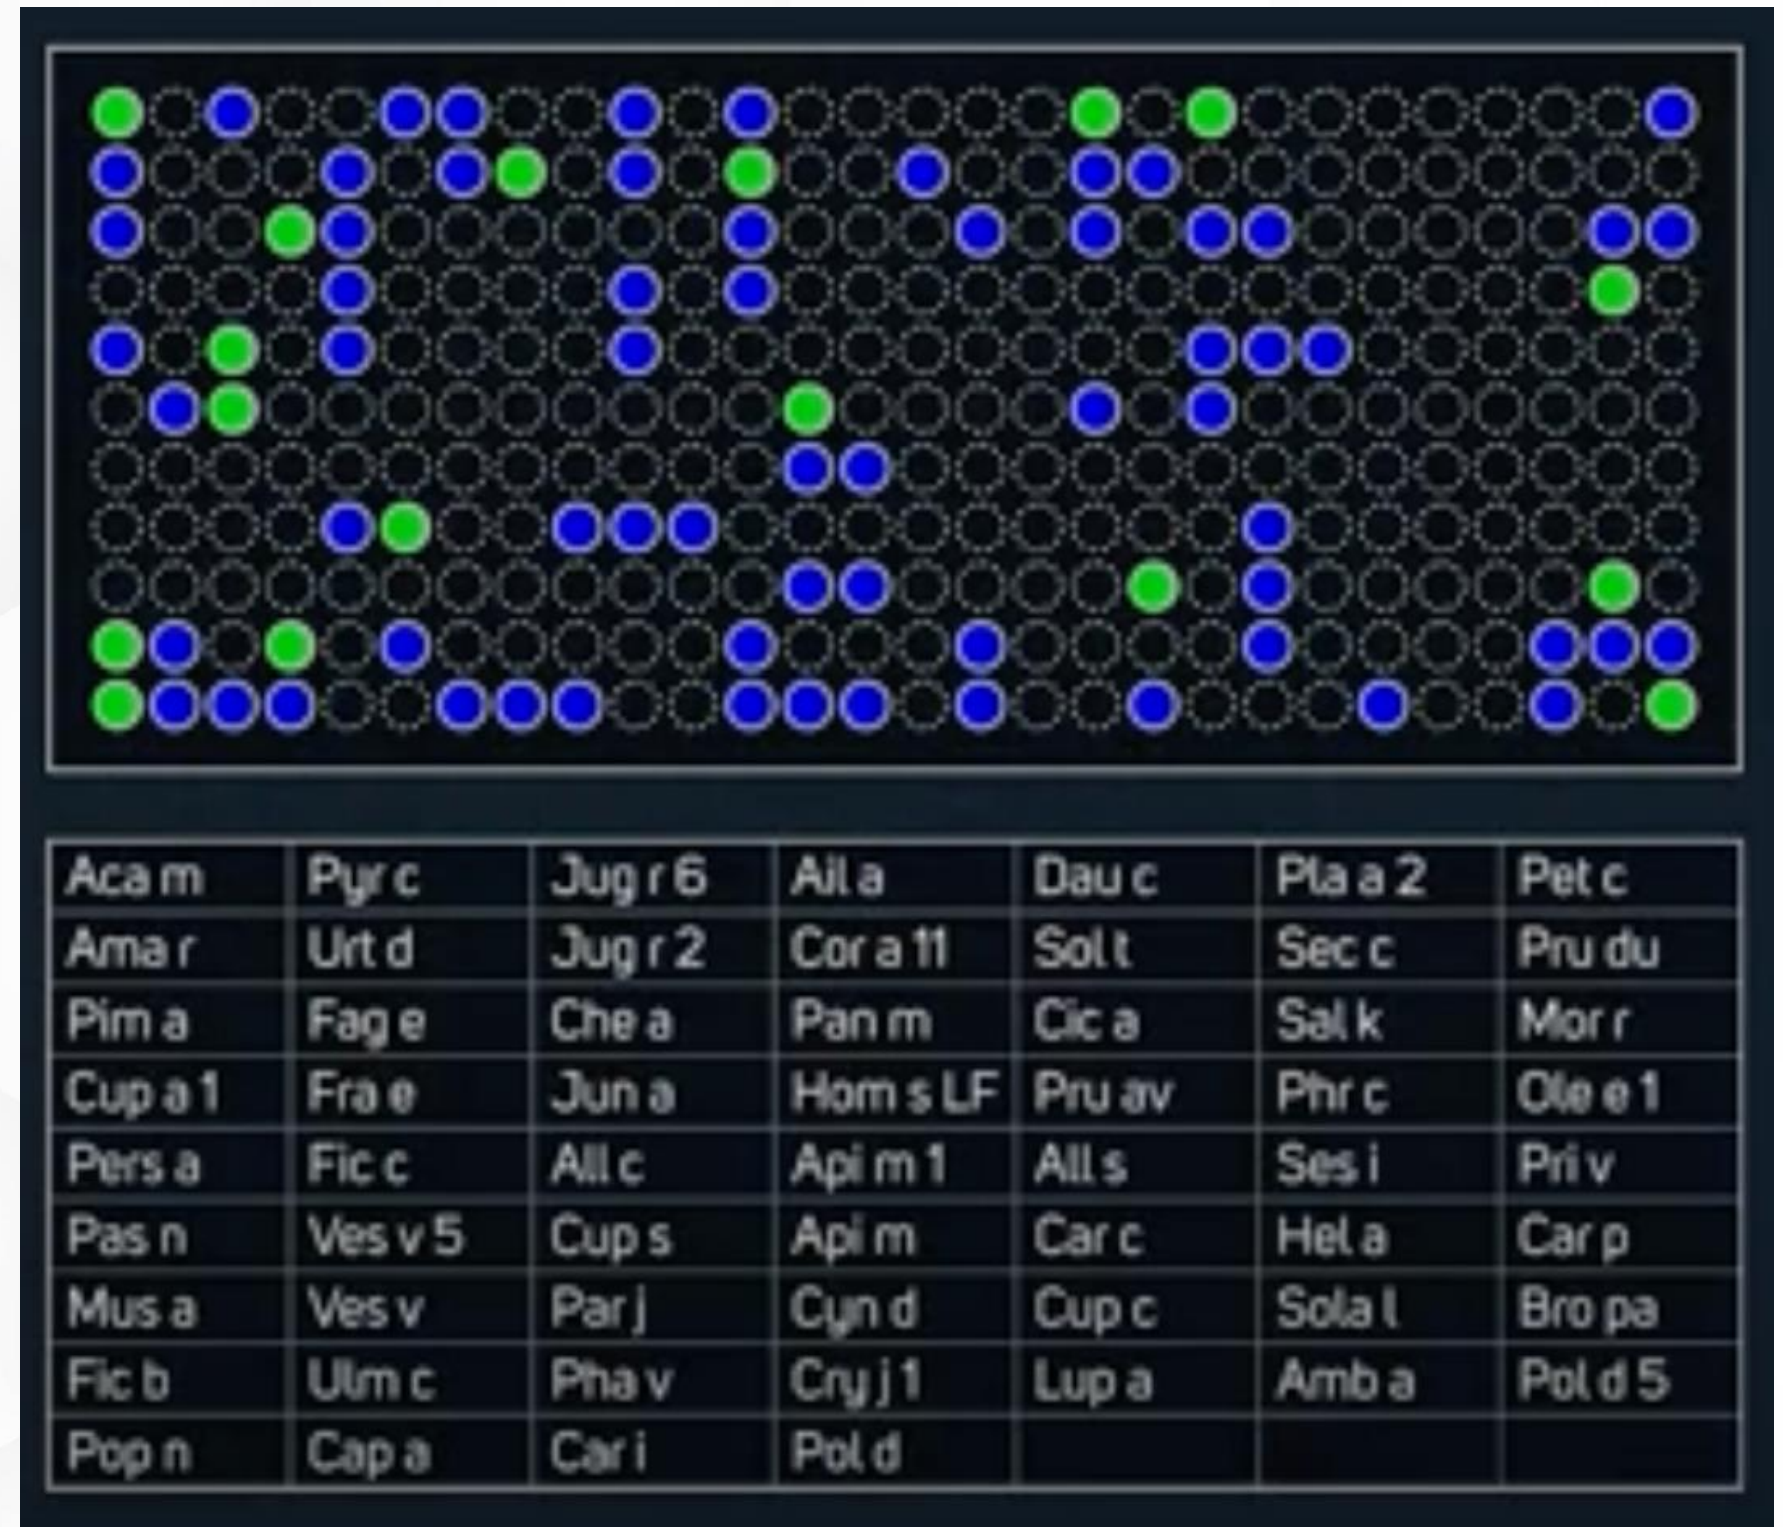 Aca m Pyr c Jug r 6 Ail a Dau c Pla a 2 Pet c
Ama r Urt d Jug r 2 Cor a 11 Sol t Sec c Pru du
Pim a Fag e Che a Pan m Cic a Sal k Mor r
Cup a 1 Fra e Jun a Hom s LF Pru av Phr c Ole e 1
Pers a Fic c All c Api m 1 All s Ses i Pri v
Pas n Ves v 5 Cup s Api m Car c Hel a Car p
Mus a Ves v Par j Cyn d Cup c Sola l Bro pa
Fic b Ulm c Pha v Cry j 1 Lup a Amb a Pol d 5
Pop n Cap a Car i Pol d